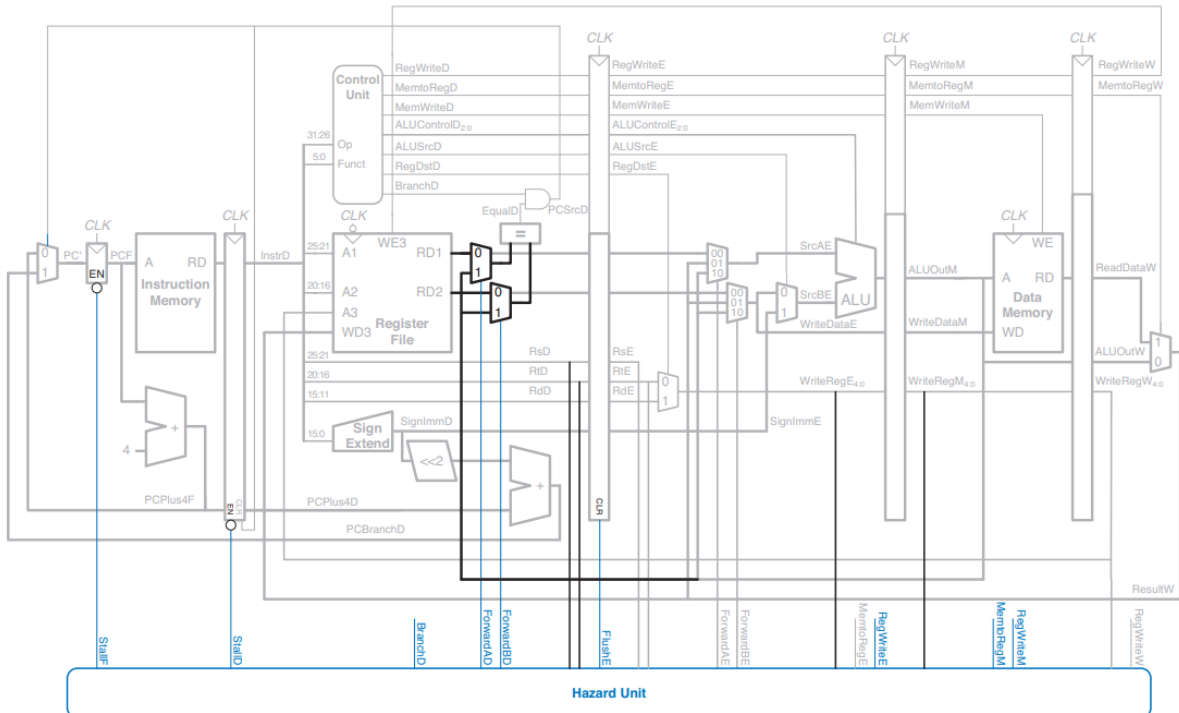 CLK CLK CLK
RegWriteD RegWriteE RegWriteM RegWriteW
Control Unit
MemtoRegD MemtoRegE MemtoRegM MemtoRegW
MemWriteD MemWriteE MemWriteM
ALUControlD2:0 ALUControlE2:0
31:26 Op
ALUSrcD ALUSrcE
5:0 Funct
RegDstD RegDstE
BranchD
EqualD PCSrcD
CLK CLK CLK CLK
=
0 1 PC' EN PCF
A RD
Instruction Memory
InstrD
25:21 A1 WE3 RD1
0 1
00 01 10
SrcAE
ALU
ALUOutM
WE
A RD
Data Memory
WD
ReadDataW
20:16 A2 RD2
0 1
00 01 10
0 1
SrcBE
A3
WD3
Register File
WriteDataE WriteDataM
1 0
25:21 RsD RsE
ALUOutW
20:16 RtD RtE
15:11 RdD RdE
0 1
WriteRegE4:0 WriteRegM4:0 WriteRegW4:0
15:0 Sign Extend
SignImmD SignImmE
4 +
<<2
+
PCPlus4F
EN CLR
PCPlus4D
CLR
PCBranchD
ResultW
StallF
StallD
BranchD
ForwardAD
ForwardBD
FlushE
ForwardAE
ForwardBE
MemtoRegE
RegWriteE
MemtoRegM
RegWriteM
RegWriteW
Hazard Unit